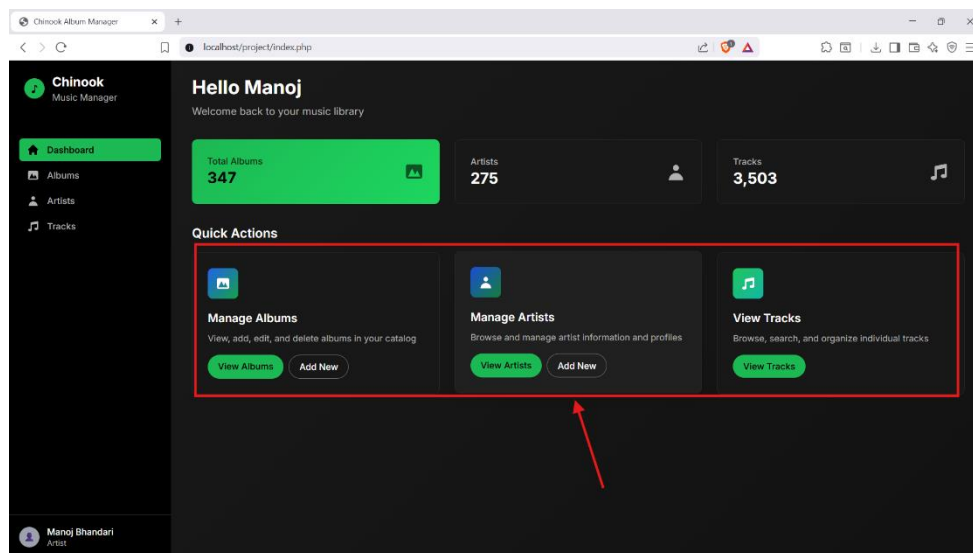 Chinook Album Manager
localhost/project/index.php
Chinook
Music Manager
Dashboard
Albums
Artists
Tracks
Manoj Bhandari
Artist
Hello Manoj
Welcome back to your music library
Total Albums
347
Artists
275
Tracks
3,503
Quick Actions
Manage Albums
View, add, edit, and delete albums in your catalog
View Albums
Add New
Manage Artists
Browse and manage artist information and profiles
View Artists
Add New
View Tracks
Browse, search, and organize individual tracks
View Tracks